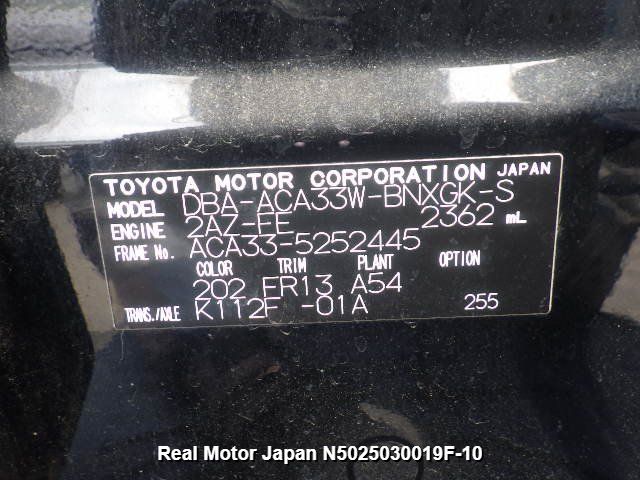 TOYOTA MOTOR CORPORATION JAPAN
MODEL DBA-ACA33W-BNXGK-S
ENGINE 2AZ-FE 2362 mL
FRAME No. ACA33-5252445
COLOR TRIM PLANT OPTION
202 FR13 A54
TRANS./AXLE K112F -01A 255
Real Motor Japan N5025030019F-10